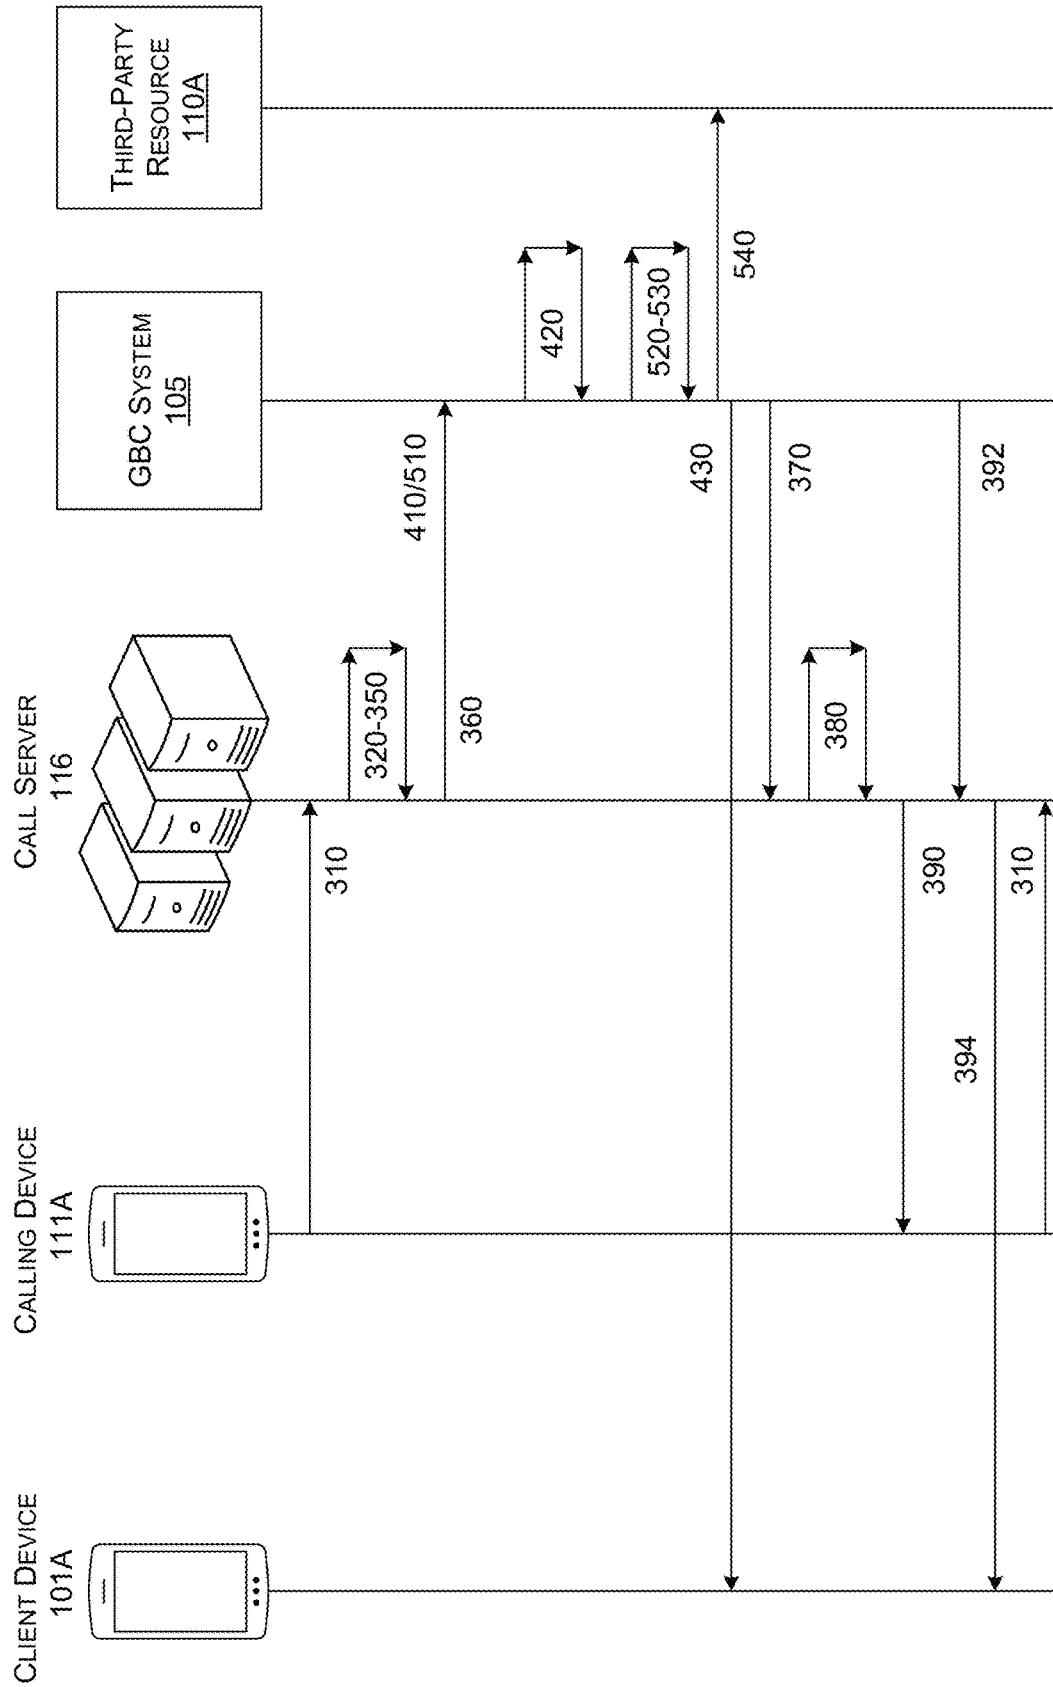 CLIENT DEVICE
101A
CALLING DEVICE
111A
CALL SERVER
116
GBC SYSTEM
105
THIRD-PARTY
RESOURCE
110A
310
320-350
410/510
360
420
520-530
430
540
370
380
390
392
394
310